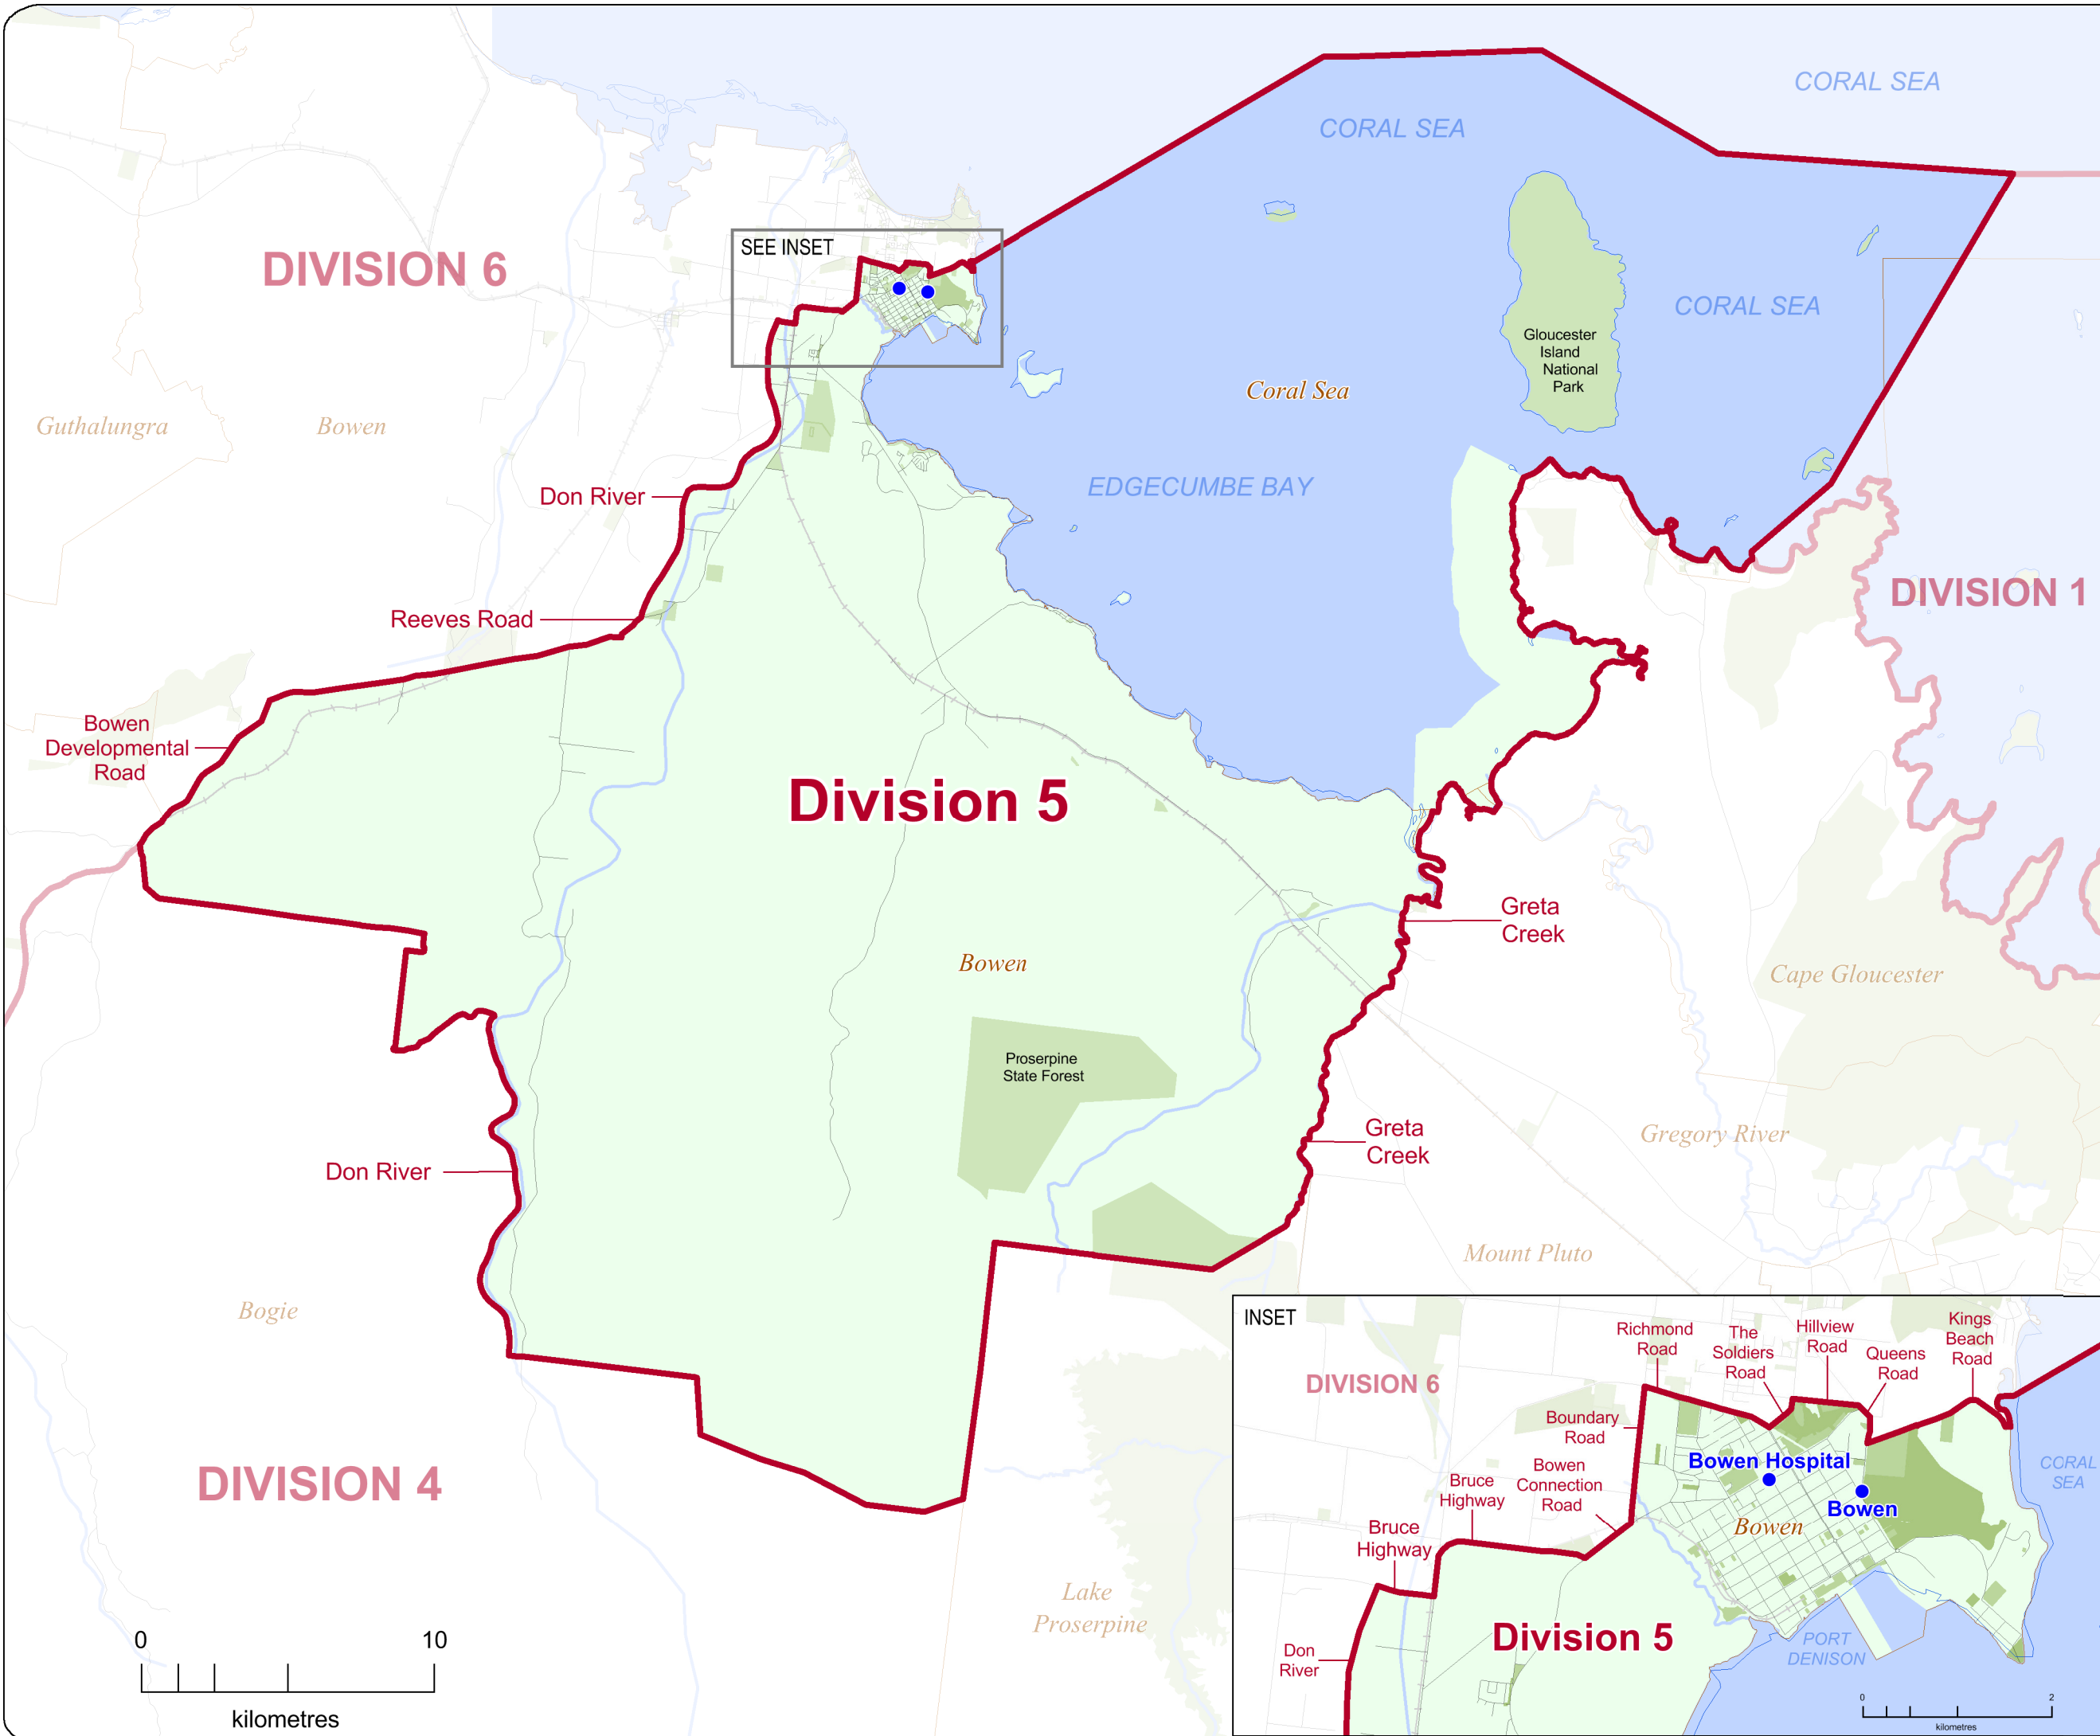 CORAL SEA
CORAL SEA
SEE INSET
DIVISION 6
CORAL SEA
Gloucester
Island
National
Park
Coral Sea
Guthalungra
Bowen
EDGECUMBE BAY
Don River
DIVISION 1
Reeves Road
Bowen
Developmental
Road
Division 5
Greta
Creek
Bowen
Cape Gloucester
Proserpine
State Forest
Greta
Creek
Gregory River
Don River
Mount Pluto
Bogie
DIVISION 4
Lake
Proserpine
0
10
kilometres
INSET
Richmond
Road
The
Soldiers
Road
Hillview
Road
Queens
Road
Kings
Beach
Road
DIVISION 6
Boundary
Road
Bowen Hospital
Bowen
Connection
Road
Bruce
Highway
CORAL
SEA
Bowen
Bowen
Bruce
Highway
Division 5
Don
River
PORT
DENISON
0
2
kilometres